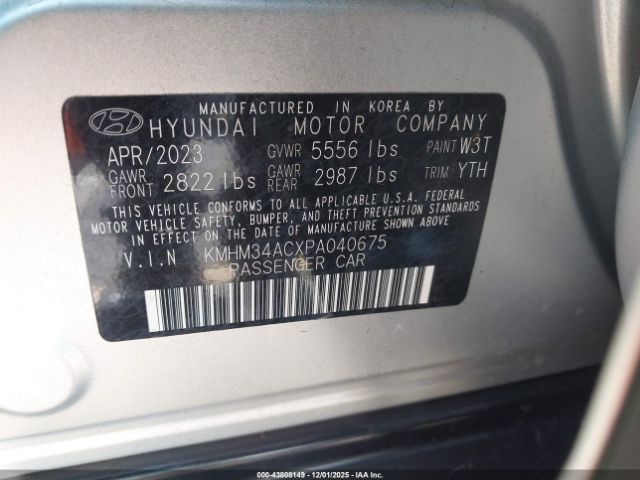 MANUFACTURED IN KOREA BY
HYUNDAI MOTOR COMPANY
APR/2023 GVWR 5556 lbs PAINT W3T
GAWR FRONT 2822 lbs GAWR REAR 2987 lbs TRIM YTH
THIS VEHICLE CONFORMS TO ALL APPLICABLE U.S.A. FEDERAL
MOTOR VEHICLE SAFETY, BUMPER, AND THEFT PREVENTION STANDARDS
IN EFFECT ON THE DATE OF MANUFACTURE SHOWN ABOVE
V.I.N KMHM34ACXPA040675
PASSENGER CAR
00-43808149 • 12/01/2025 - IAA Inc.